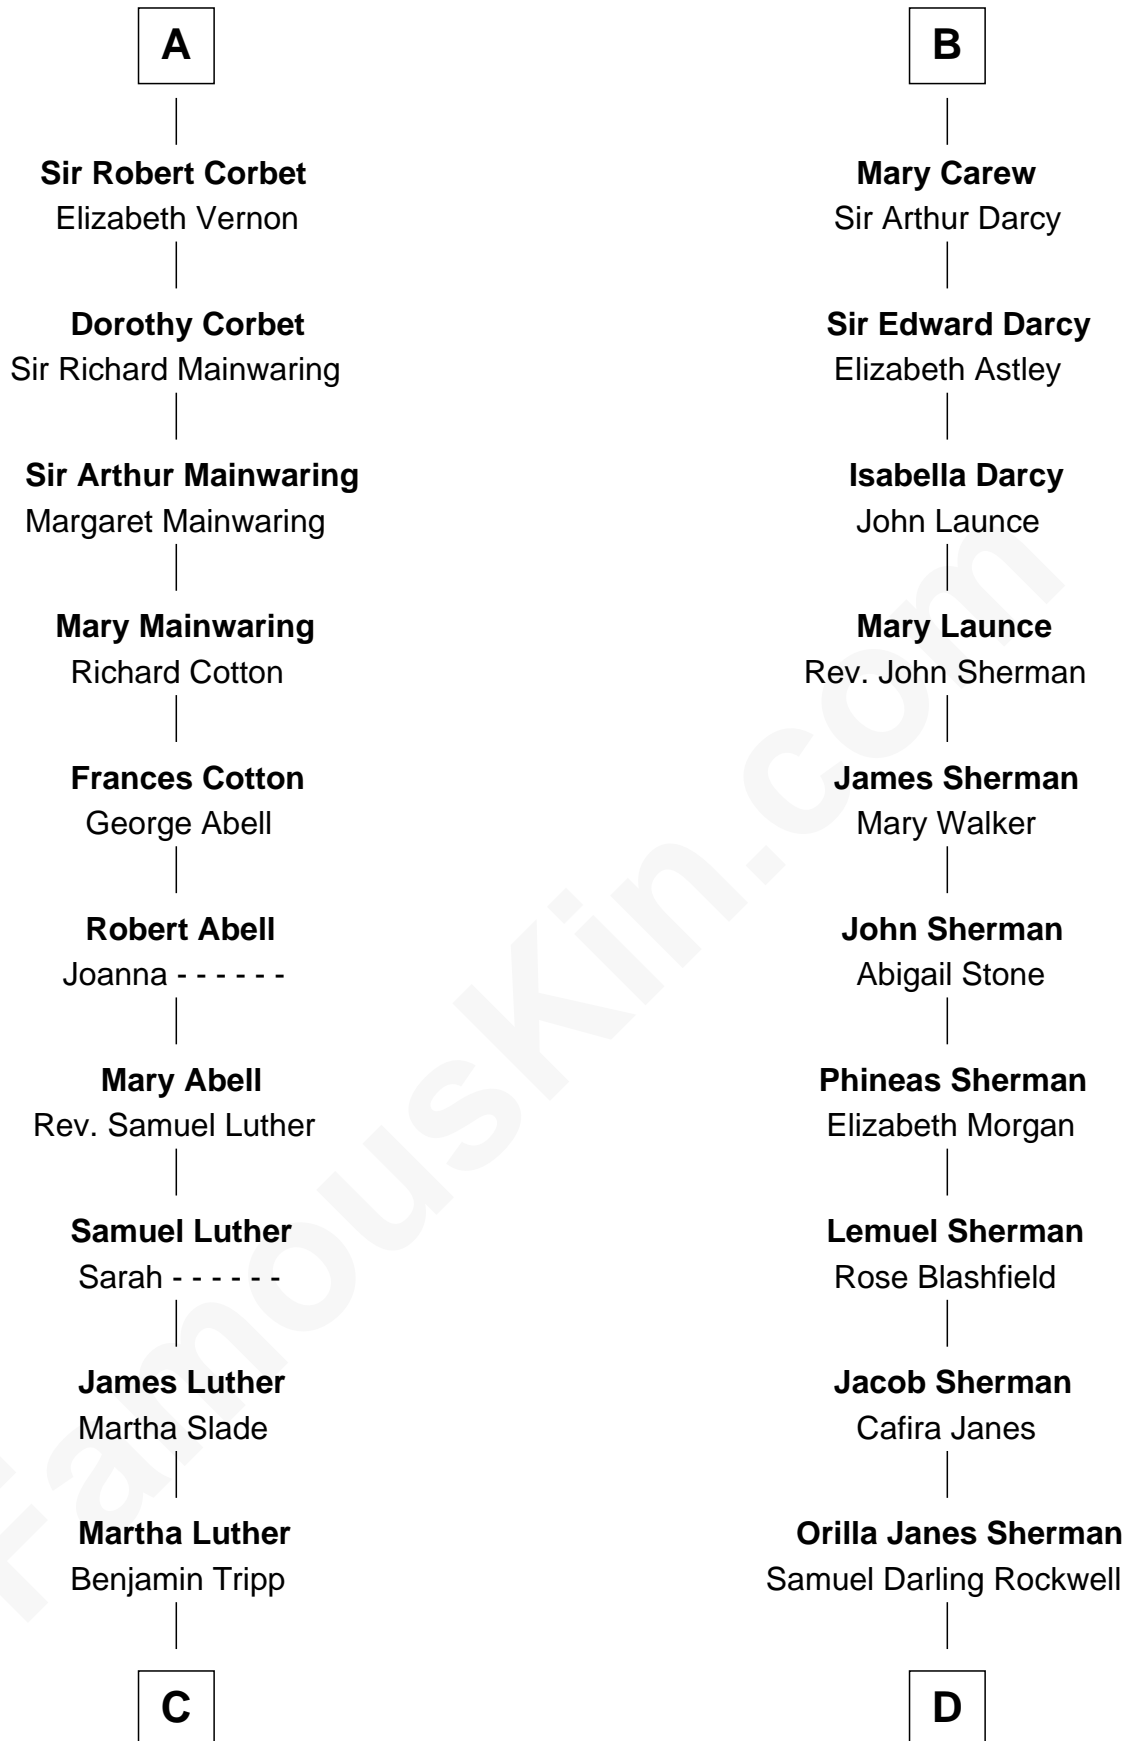 A
Sir Robert Corbet
Elizabeth Vernon
Dorothy Corbet
Sir Richard Mainwaring
Sir Arthur Mainwaring
Margaret Mainwaring
Mary Mainwaring
Richard Cotton
Frances Cotton
George Abell
Robert Abell
Joanna - - - - - -
Mary Abell
Rev. Samuel Luther
Samuel Luther
Sarah - - - - - -
James Luther
Martha Slade
Martha Luther
Benjamin Tripp
C
B
Mary Carew
Sir Arthur Darcy
Sir Edward Darcy
Elizabeth Astley
Isabella Darcy
John Launce
Mary Launce
Rev. John Sherman
James Sherman
Mary Walker
John Sherman
Abigail Stone
Phineas Sherman
Elizabeth Morgan
Lemuel Sherman
Rose Blashfield
Jacob Sherman
Cafira Janes
Orilla Janes Sherman
Samuel Darling Rockwell
D
FamousKin.com